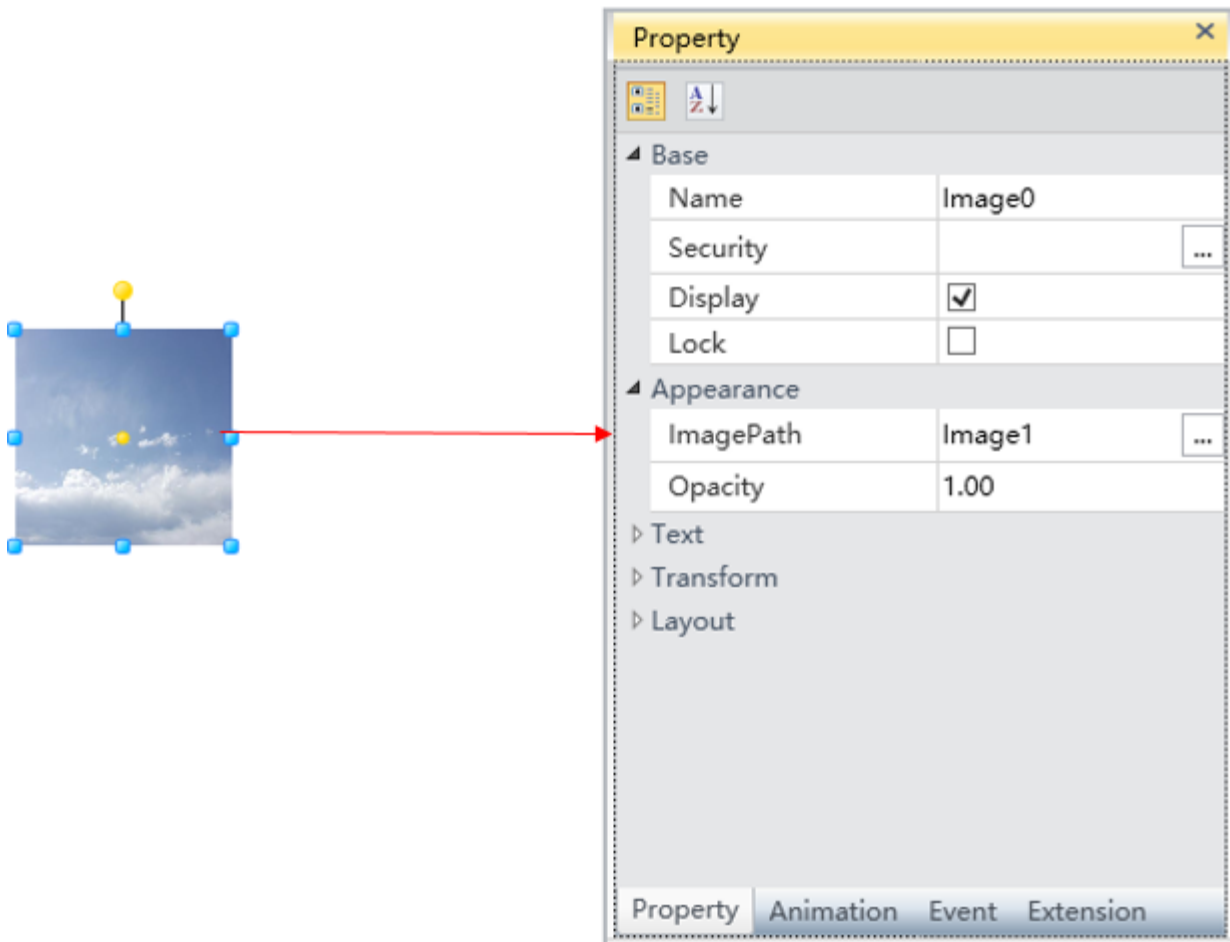 Property
Base
Name Image0
Security ...
Display
Lock
Appearance
ImagePath Image1 ...
Opacity 1.00
Text
Transform
Layout
Property Animation Event Extension